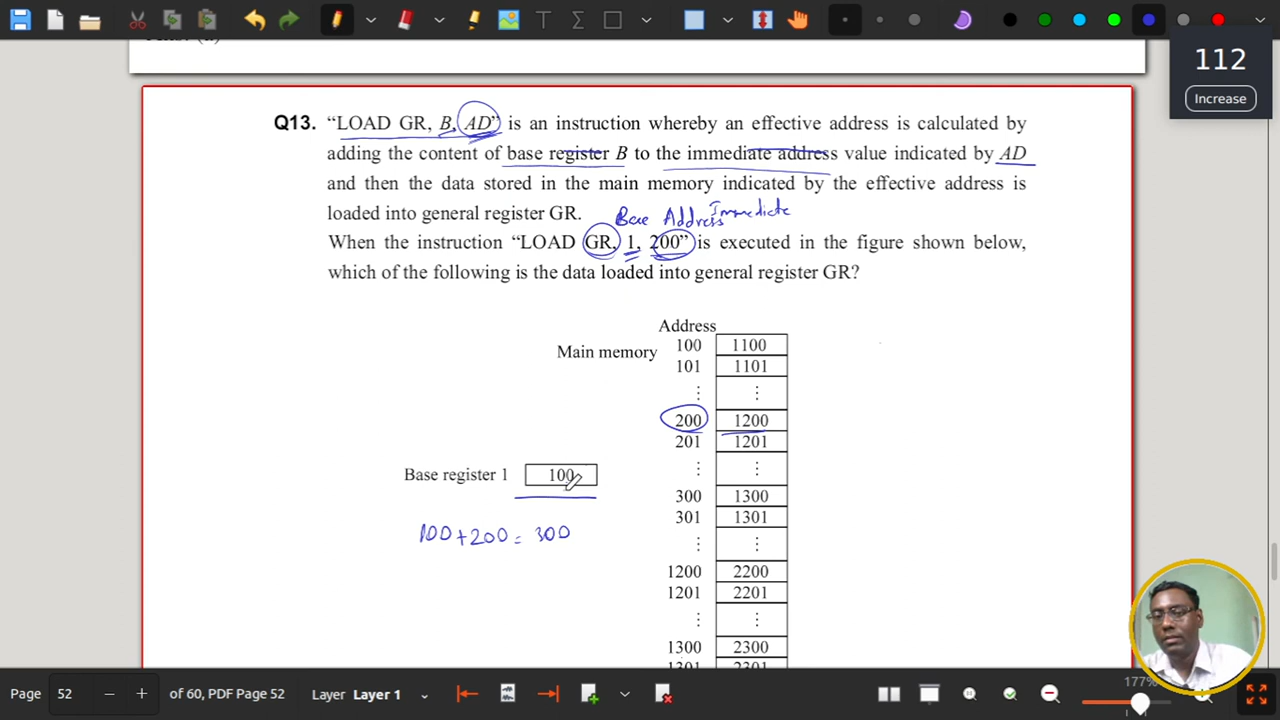 112
Increase
Q13. “LOAD GR, B, AD” is an instruction whereby an effective address is calculated by
adding the content of base register B to the immediate address value indicated by AD
and then the data stored in the main memory indicated by the effective address is
loaded into general register GR.
Base Address Immediate
When the instruction “LOAD GR, 1, 200” is executed in the figure shown below,
which of the following is the data loaded into general register GR?
Address
Main memory 100 1100
101 1101
⋮ ⋮
200 1200
201 1201
⋮ ⋮
Base register 1 100
300 1300
301 1301
100+200 = 300
⋮ ⋮
1200 2200
1201 2201
⋮ ⋮
1300 2300
1301 2301
Page 52 of 60, PDF Page 52 Layer Layer 1 177%